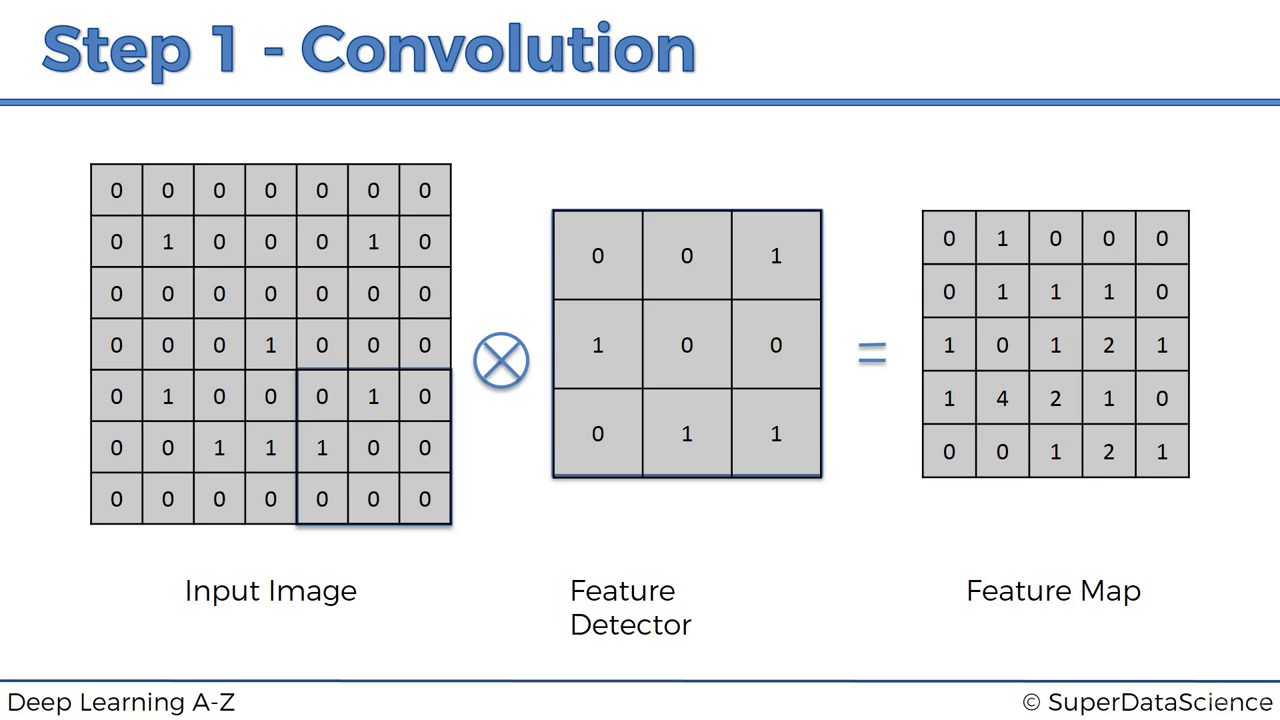 Step 1 - Convolution
0 0 0 0 0 0 0
0 1 0 0 0 1 0
0 0 0 0 0 0 0
0 0 0 1 0 0 0
0 1 0 0 0 1 0
0 0 1 1 1 0 0
0 0 0 0 0 0 0
0 0 1
1 0 0
0 1 1
=
0 1 0 0 0
0 1 1 1 0
1 0 1 2 1
1 4 2 1 0
0 0 1 2 1
Input Image
Feature
Detector
Feature Map
Deep Learning A-Z
© SuperDataScience